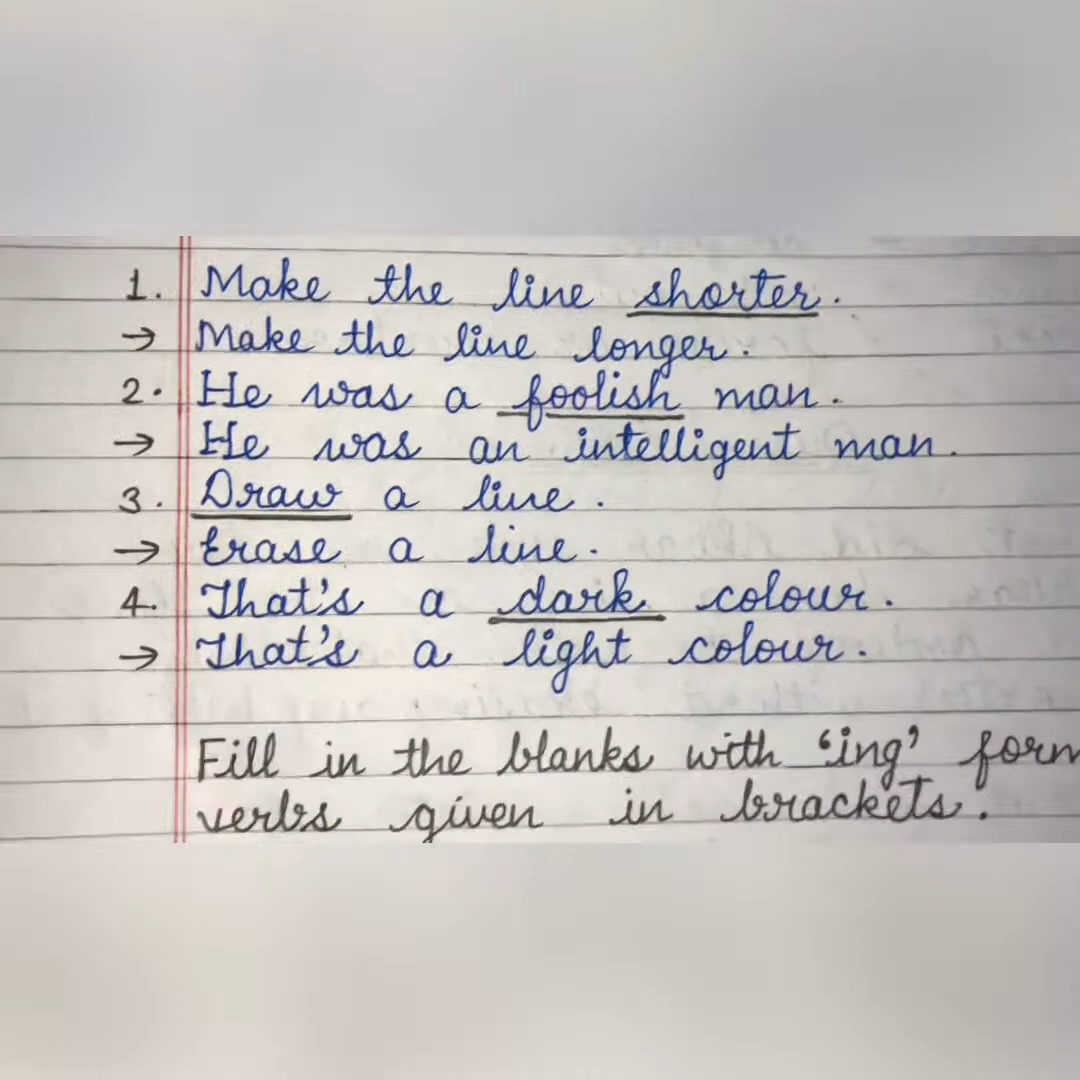 1. Make the line shorter.
→ Make the line longer.
2. He was a foolish man.
→ He was an intelligent man.
3. Draw a line.
→ Erase a line.
4. That's a dark colour.
→ That's a light colour.
Fill in the blanks with 'ing' form
verbs given in brackets.